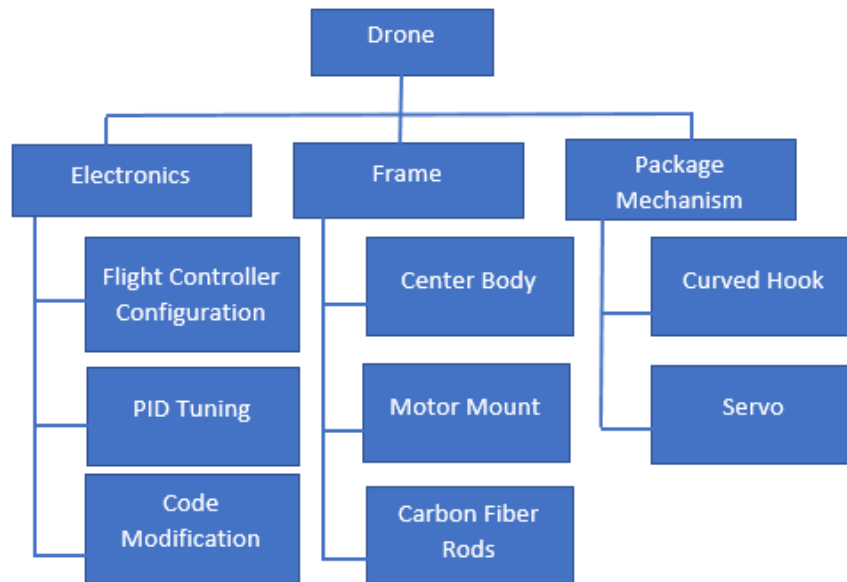 Drone
Electronics
Frame
Package
Mechanism
Flight Controller
Configuration
Center Body
Curved Hook
PID Tuning
Motor Mount
Servo
Code
Modification
Carbon Fiber
Rods